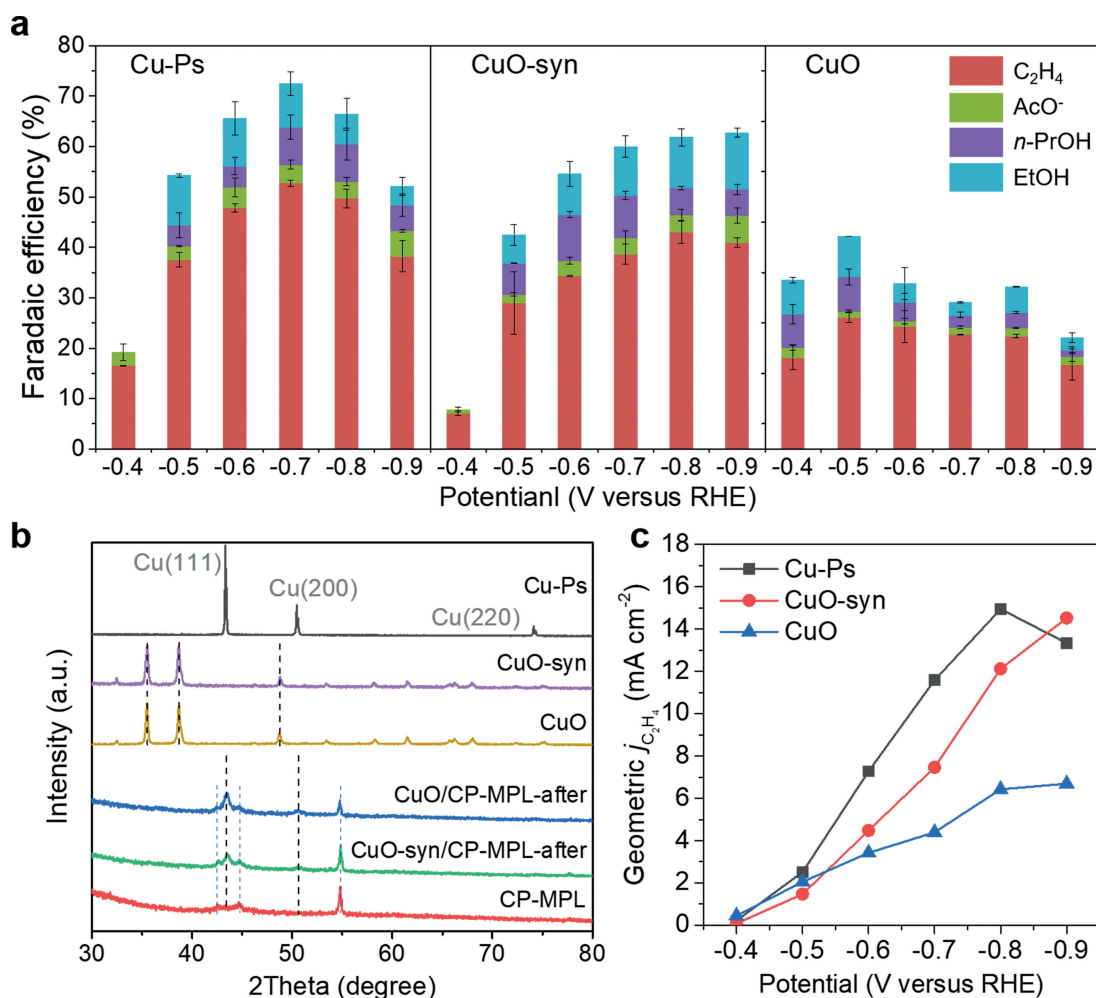 a
Cu-Ps
CuO-syn
CuO
C₂H₄
AcO⁻
n-PrOH
EtOH
Faradaic efficiency (%)
80
70
60
50
40
30
20
10
0
-0.4 -0.5 -0.6 -0.7 -0.8 -0.9 -0.4 -0.5 -0.6 -0.7 -0.8 -0.9 -0.4 -0.5 -0.6 -0.7 -0.8 -0.9
Potentianl (V versus RHE)
b
Cu(111)
Cu(200)
Cu(220)
Cu-Ps
CuO-syn
CuO
CuO/CP-MPL-after
CuO-syn/CP-MPL-after
CP-MPL
Intensity (a.u.)
30 40 50 60 70 80
2Theta (degree)
c
Cu-Ps
CuO-syn
CuO
Geometric j C₂H₄ (mA cm⁻²)
18
16
14
12
10
8
6
4
2
0
-0.4 -0.5 -0.6 -0.7 -0.8 -0.9
Potential (V versus RHE)